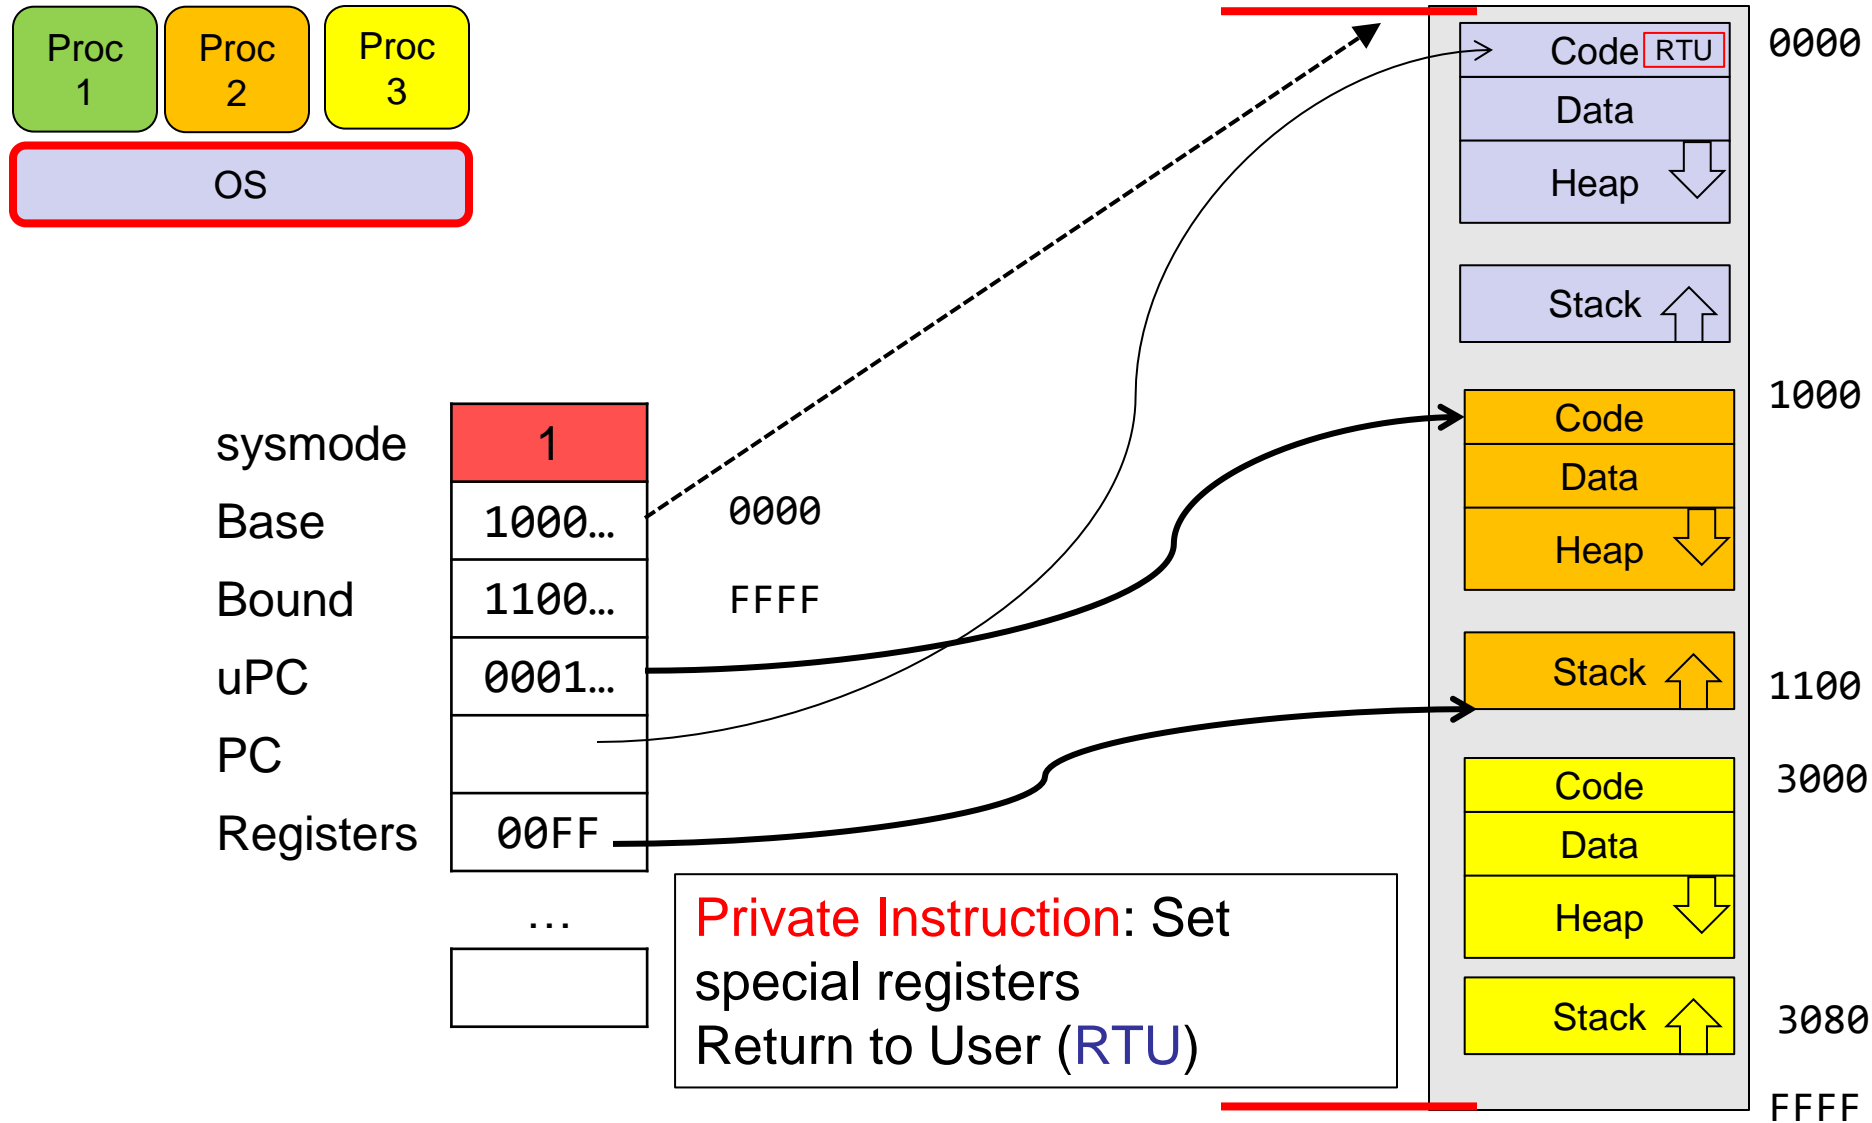 Proc
1
Proc
2
Proc
3
OS
sysmode 1
Base 1000… 0000
Bound 1100… FFFF
uPC 0001…
PC
Registers 00FF
…
Private Instruction: Set
special registers
Return to User (RTU)
Code RTU 0000
Data
Heap
Stack
1000
Code
Data
Heap
Stack 1100
Code 3000
Data
Heap
Stack 3080
FFFF